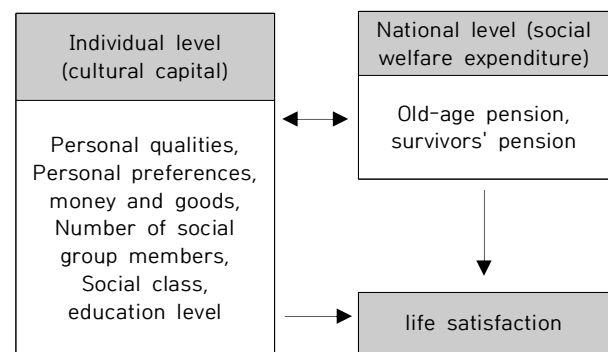 Individual level
(cultural capital)
Personal qualities,
Personal preferences,
money and goods,
Number of social
group members,
Social class,
education level
National level (social
welfare expenditure)
Old-age pension,
survivors' pension
life satisfaction